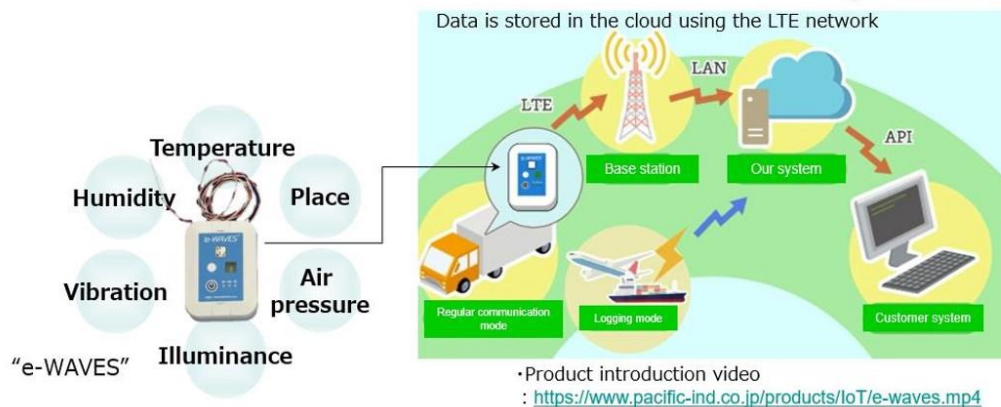 Data is stored in the cloud using the LTE network
LAN
LTE
API
Base station
Our system
Regular communication
mode
Logging mode
Customer system
Temperature
Humidity
Place
Vibration
Air
pressure
Illuminance
e-WAVES
"e-WAVES"
・Product introduction video
: https://www.pacific-ind.co.jp/products/IoT/e-waves.mp4